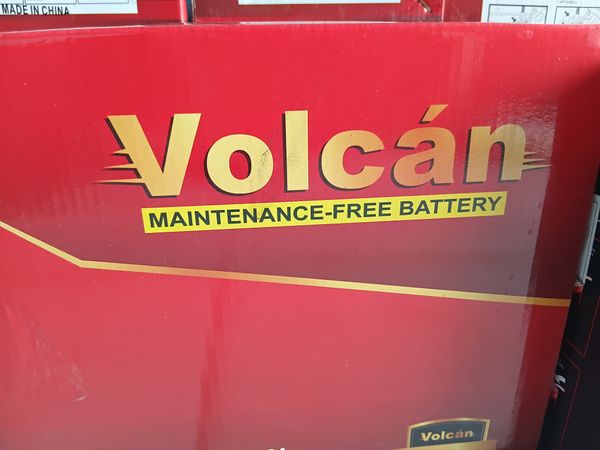 MADE IN CHINA
Volcán
MAINTENANCE-FREE BATTERY
Volcán